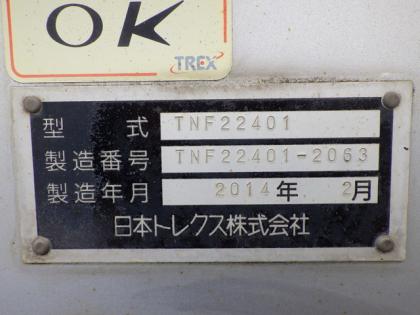 OK
TREX
型式 TNF22401
製造番号 TNF22401-2063
製造年月 2014年 2月
日本トレクス株式会社